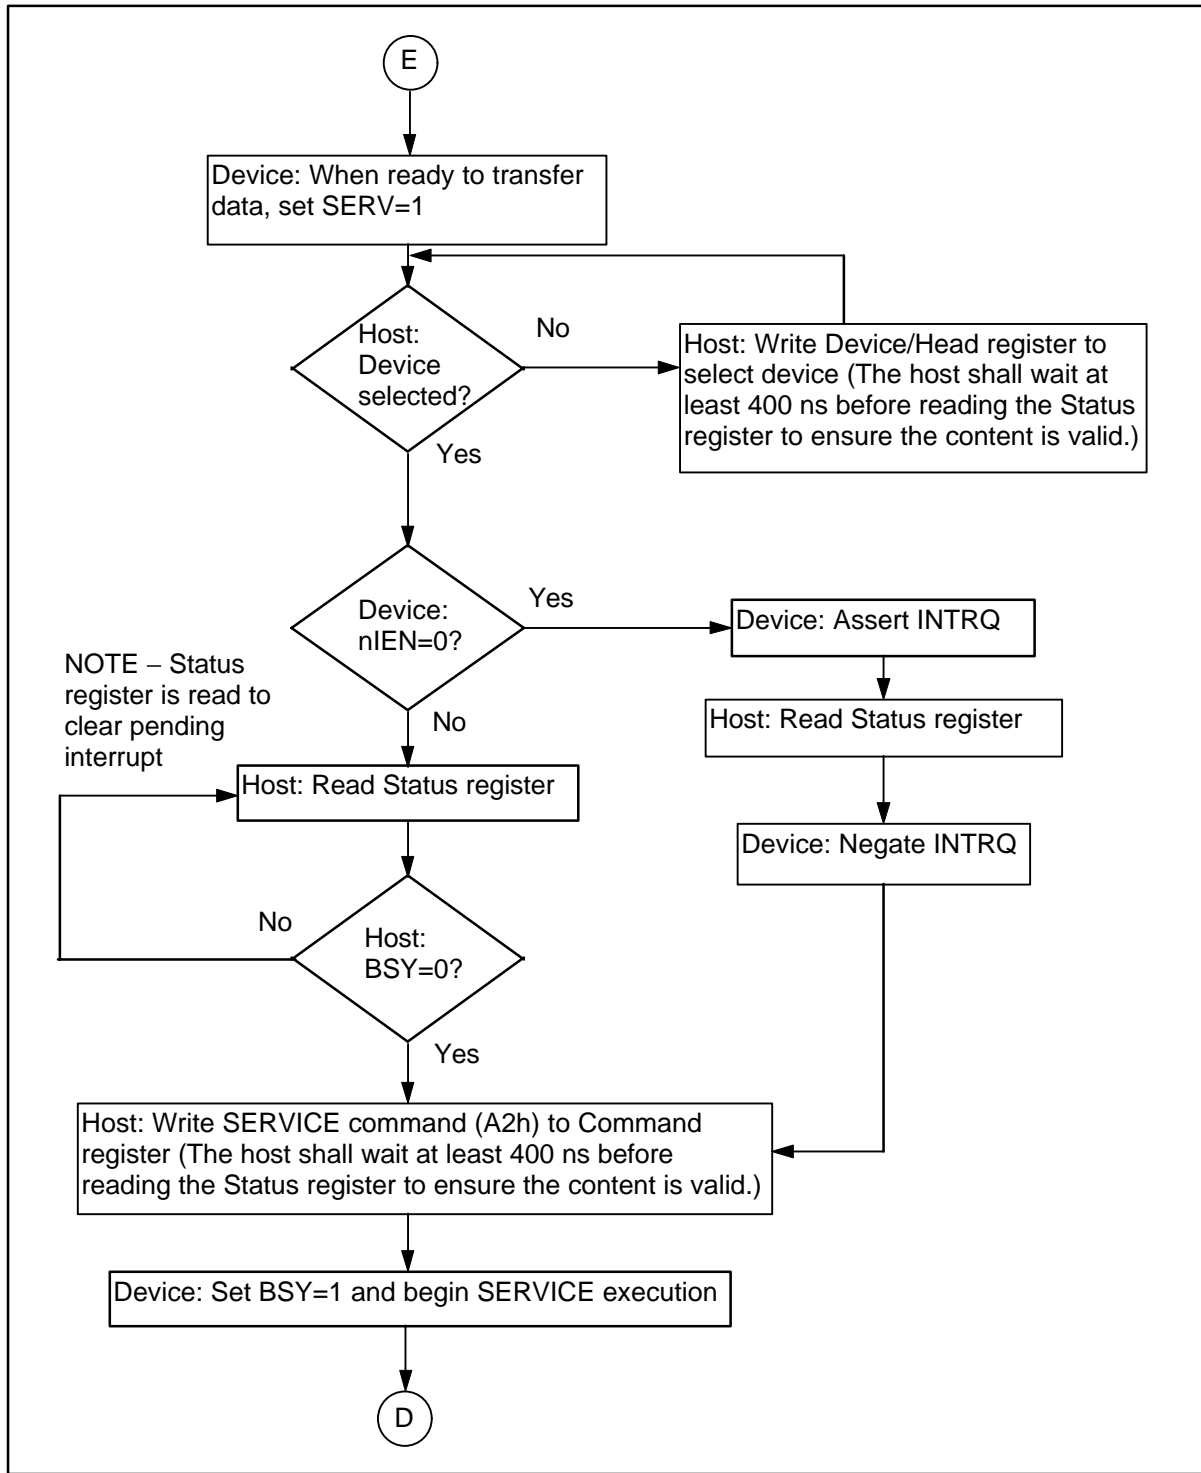 E
Device: When ready to transfer
data, set SERV=1
Host:
Device
selected?
No
Host: Write Device/Head register to
select device (The host shall wait at
least 400 ns before reading the Status
register to ensure the content is valid.)
Yes
Device:
nIEN=0?
Yes
Device: Assert INTRQ
NOTE – Status
register is read to
clear pending
interrupt
No
Host: Read Status register
Host: Read Status register
Device: Negate INTRQ
No
Host:
BSY=0?
Yes
Host: Write SERVICE command (A2h) to Command
register (The host shall wait at least 400 ns before
reading the Status register to ensure the content is valid.)
Device: Set BSY=1 and begin SERVICE execution
D